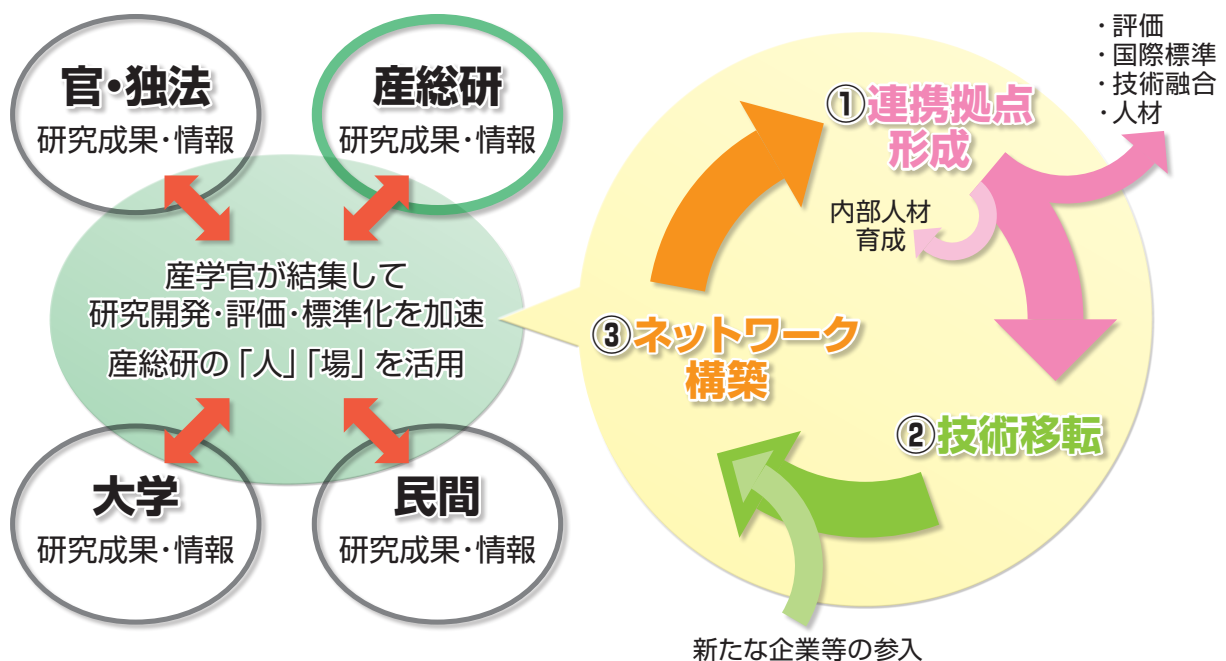 官・独法
研究成果・情報
産総研
研究成果・情報
産学官が結集して
研究開発・評価・標準化を加速
産総研の「人」「場」を活用
大学
研究成果・情報
民間
研究成果・情報
①連携拠点
形成
・評価
・国際標準
・技術融合
・人材
内部人材
育成
②技術移転
③ネットワーク
構築
新たな企業等の参入